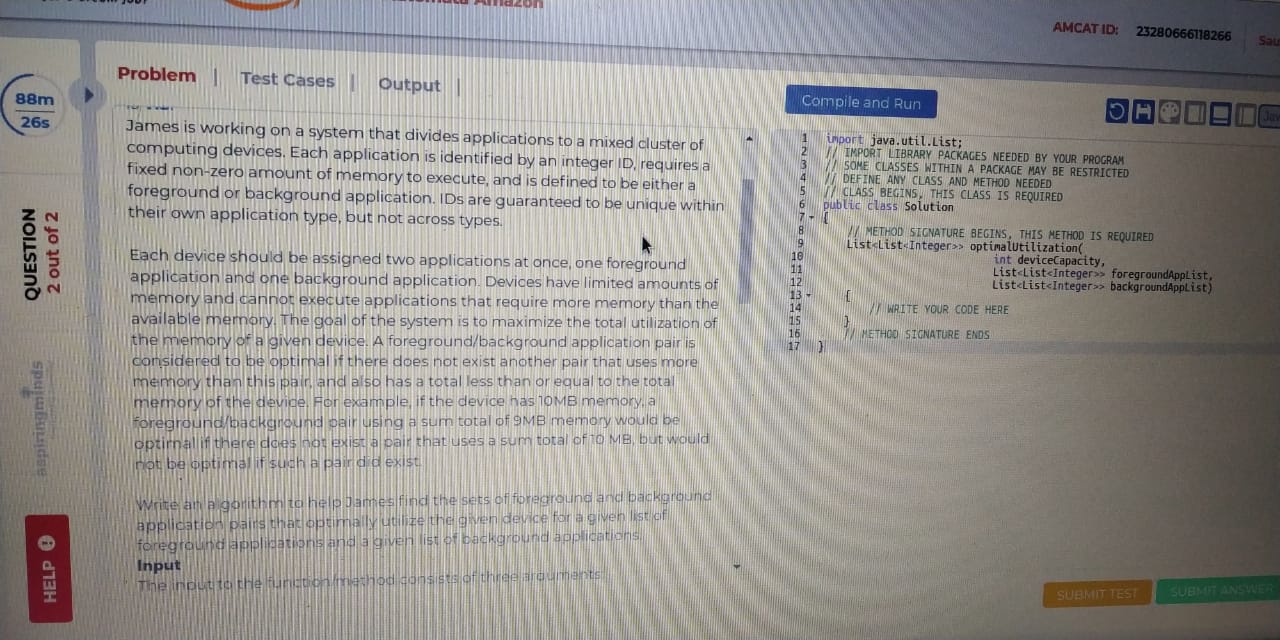 AMCAT ID: 23280666118266
Problem | Test Cases | Output |
88m
26s
QUESTION
2 out of 2
aspiringminds
HELP
James is working on a system that divides applications to a mixed cluster of
computing devices. Each application is identified by an integer ID, requires a
fixed non-zero amount of memory to execute, and is defined to be either a
foreground or background application. IDs are guaranteed to be unique within
their own application type, but not across types.
Each device should be assigned two applications at once, one foreground
application and one background application. Devices have limited amounts of
memory and cannot execute applications that require more memory than the
available memory. The goal of the system is to maximize the total utilization of
the memory of a given device. A foreground/background application pair is
considered to be optimal if there does not exist another pair that uses more
memory than this pair, and also has a total less than or equal to the total
memory of the device. For example, if the device has 10MB memory, a
foreground/background pair using a sum total of 9MB memory would be
optimal if there does not exist a pair that uses a sum total of 10 MB, but would
not be optimal if such a pair did exist.
Write an algorithm to help James find the sets of foreground and background
application pairs that optimally utilize the given device for a given list of
foreground applications and a given list of background applications.
Input
The input to the function/method consists of three arguments:
Compile and Run
1 import java.util.List;
2 // IMPORT LIBRARY PACKAGES NEEDED BY YOUR PROGRAM
3 // SOME CLASSES WITHIN A PACKAGE MAY BE RESTRICTED
4 // DEFINE ANY CLASS AND METHOD NEEDED
5 // CLASS BEGINS, THIS CLASS IS REQUIRED
6 public class Solution
7 {
8 // METHOD SIGNATURE BEGINS, THIS METHOD IS REQUIRED
9 List<List<Integer>> optimalUtilization(
10 int deviceCapacity,
11 List<List<Integer>> foregroundAppList,
12 List<List<Integer>> backgroundAppList)
13 {
14 // WRITE YOUR CODE HERE
15 }
16 // METHOD SIGNATURE ENDS
17 }
SUBMIT TEST
SUBMIT ANSWER